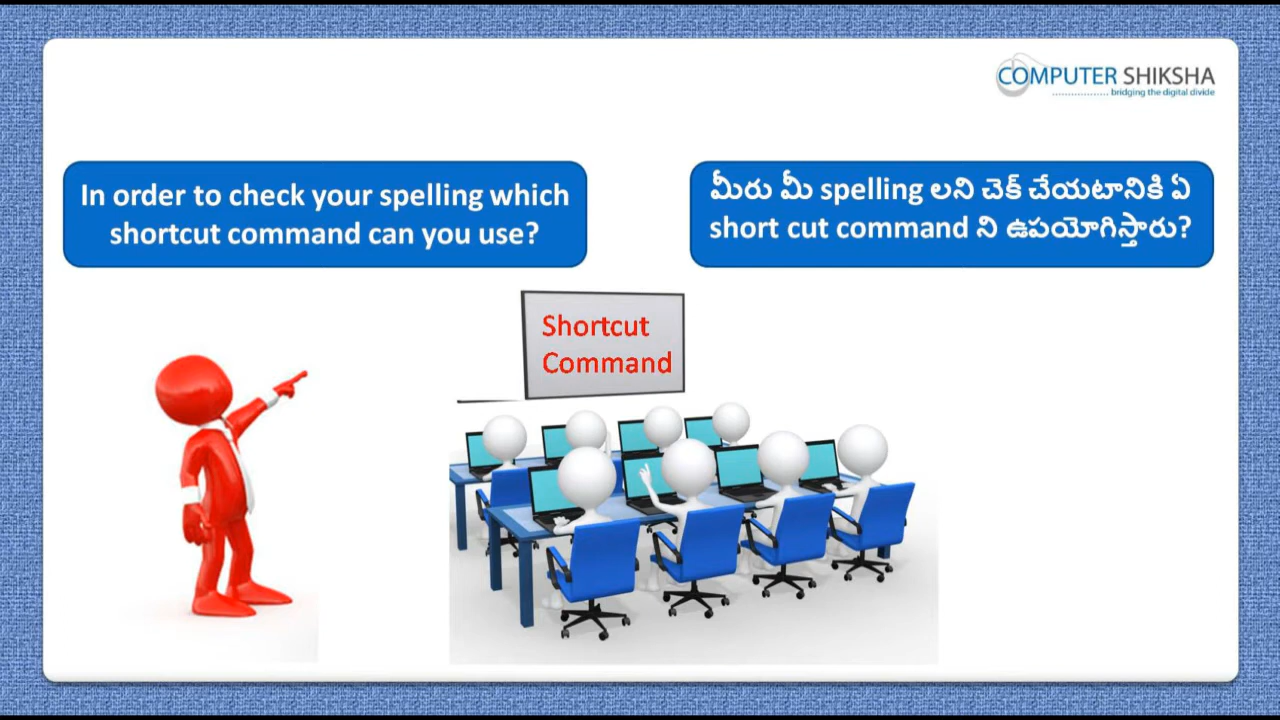 COMPUTER SHIKSHA
bridging the digital divide
In order to check your spelling which
shortcut command can you use?
మీరు మీ spelling లని చెక్ చేయటానికి ఏ
short cut command ని ఉపయోగిస్తారు?
Shortcut
Command